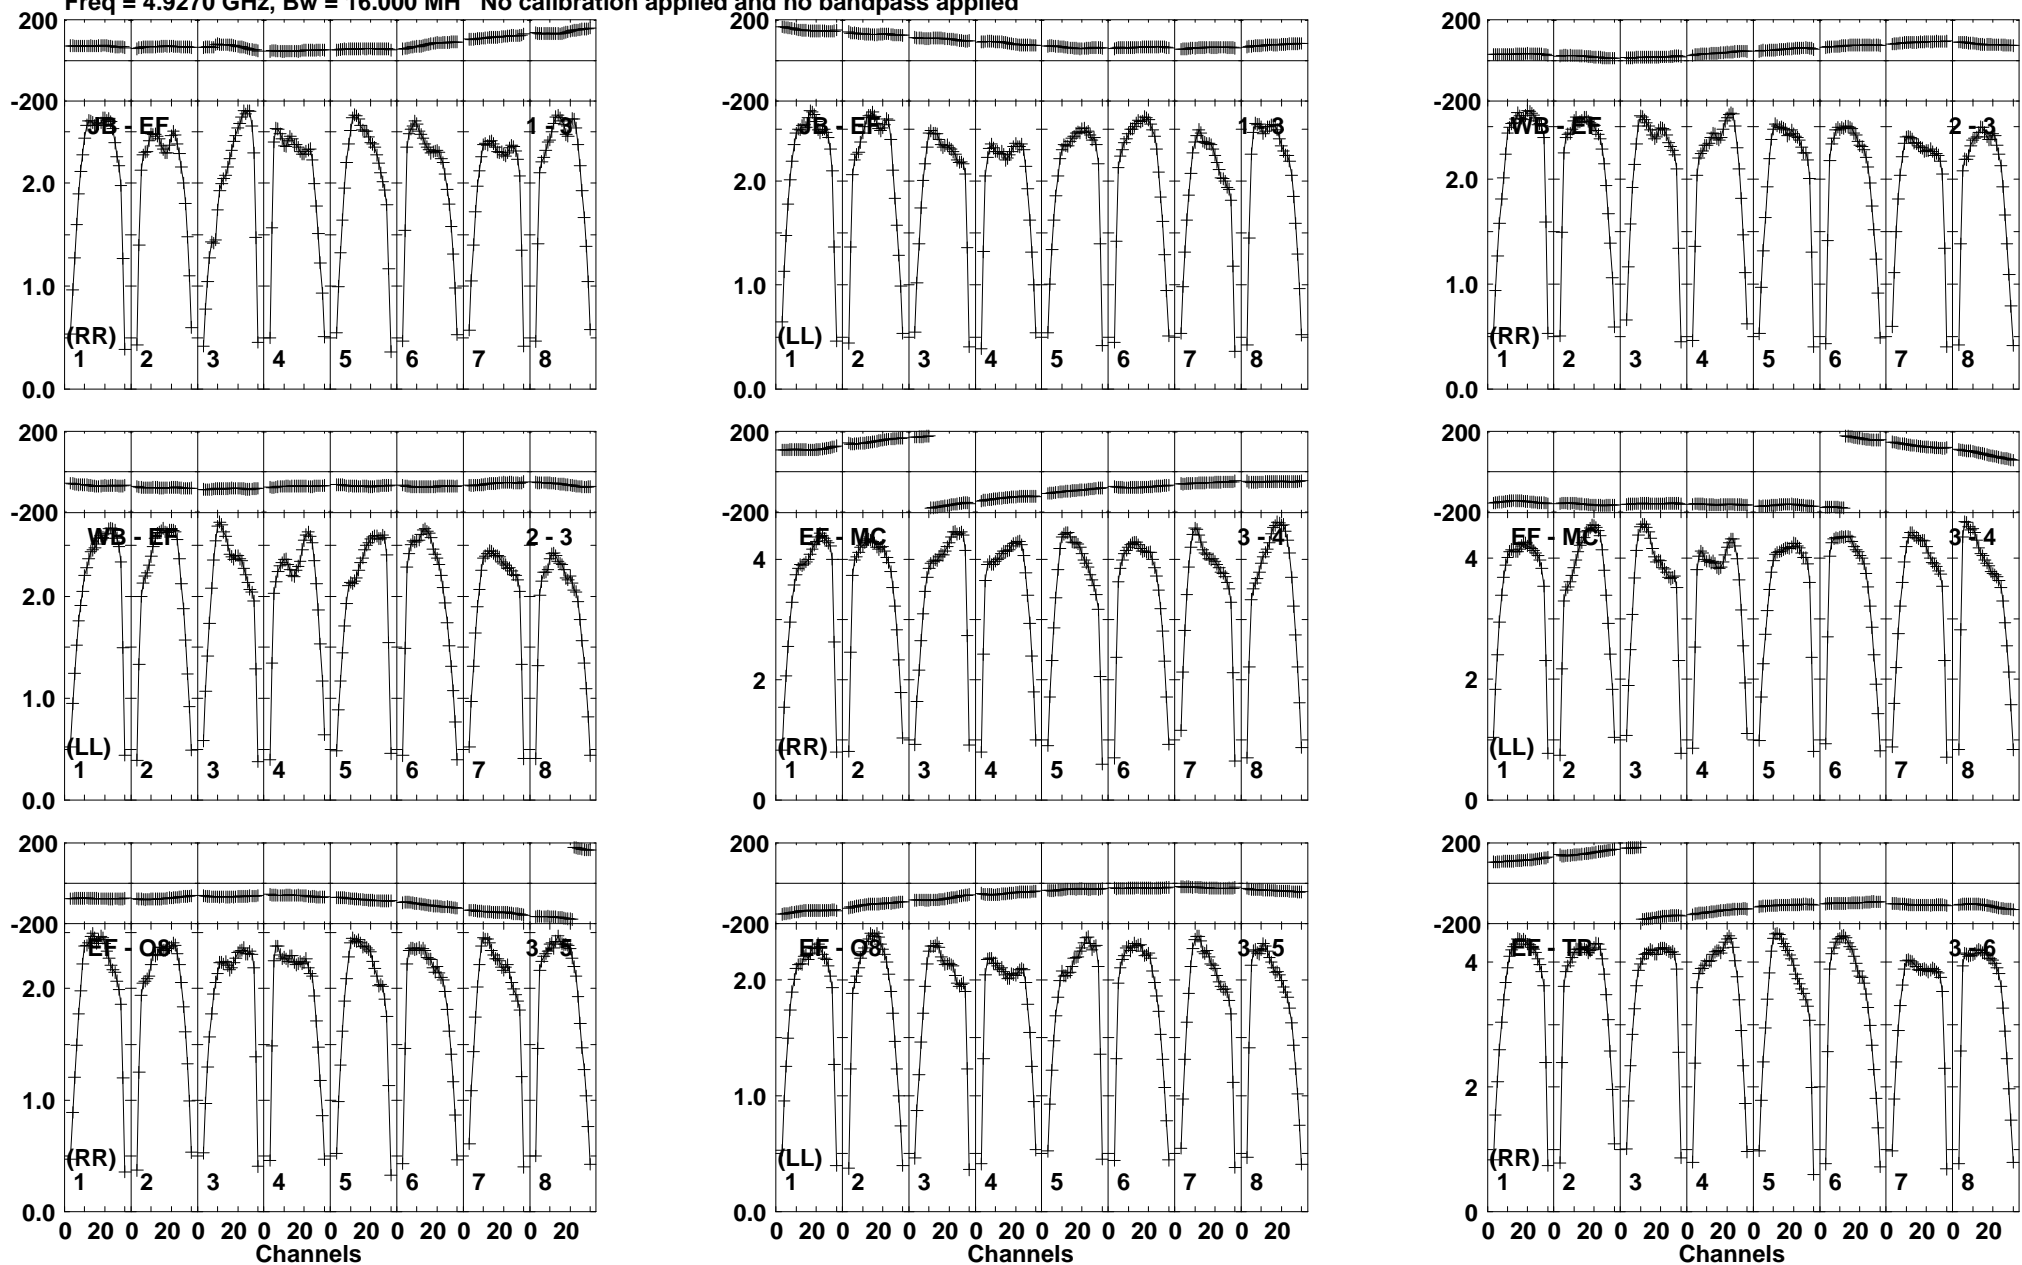 Freq = 4.9270 GHz, Bw = 16.000 MH No calibration applied and no bandpass applied
200 200 200
-200 -200 -200
JB - EF 1 - 3 JB - EF 1 - 3 WB - EF 2 - 3
2.0 2.0 2.0
1.0 1.0 1.0
(RR) (LL) (RR)
1 2 3 4 5 6 7 8 1 2 3 4 5 6 7 8 1 2 3 4 5 6 7 8
0.0 0.0 0.0
200 200 200
-200 -200 -200
WB - EF 2 - 3 EF - MC 3 - 4 EF - MC 3 - 4
4 4
2.0
2 2
1.0
(LL) (RR) (LL)
1 2 3 4 5 6 7 8 1 2 3 4 5 6 7 8 1 2 3 4 5 6 7 8
0.0 0 0
200 200 200
-200 -200 -200
EF - O8 3 - 5 EF - O8 3 - 5 EF - TR 3 - 6
2.0 2.0 4
1.0 1.0 2
(RR) (LL) (RR)
1 2 3 4 5 6 7 8 1 2 3 4 5 6 7 8 1 2 3 4 5 6 7 8
0.0 0.0 0
0 20 0 20 0 20 0 20 0 20 0 20 0 20 0 20 0 20 0 20 0 20 0 20 0 20 0 20 0 20 0 20 0 20 0 20 0 20 0 20 0 20 0 20 0 20 0 20
Channels Channels Channels